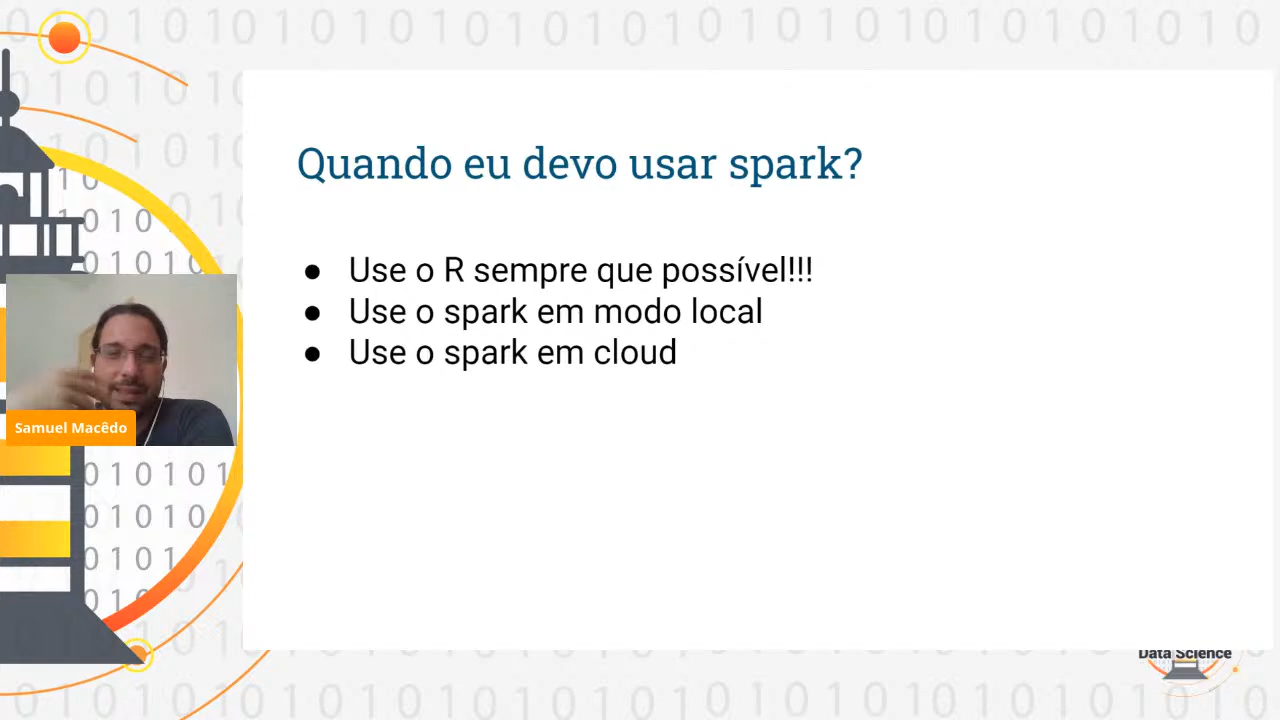 Quando eu devo usar spark?
● Use o R sempre que possível!!!
● Use o spark em modo local
● Use o spark em cloud
Samuel Macêdo
Data Science